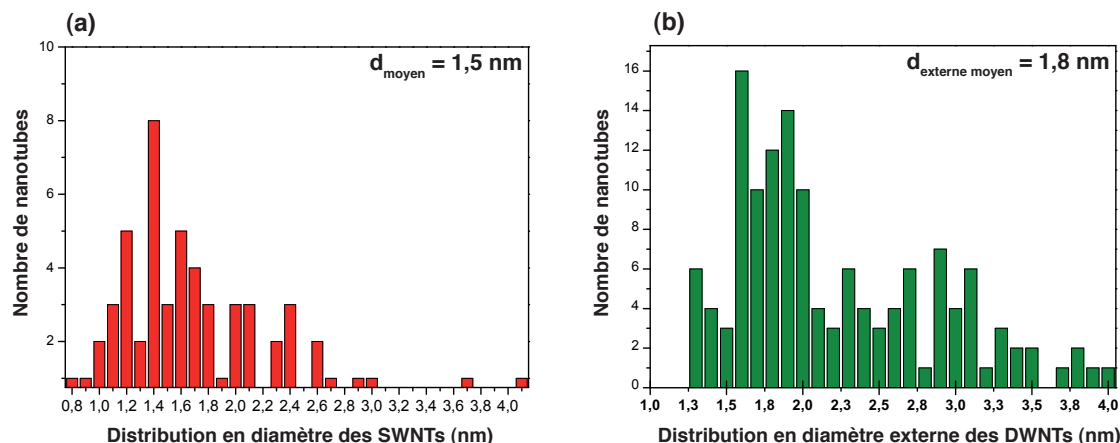 (a)
d moyen = 1,5 nm
10
8
6
4
2
Nombre de nanotubes
0,8 1,0 1,2 1,4 1,6 1,8 2,0 2,2 2,4 2,6 2,8 3,0 3,2 3,4 3,6 3,8 4,0
Distribution en diamètre des SWNTs (nm)
(b)
d externe moyen = 1,8 nm
16
14
12
10
8
6
4
2
0
Nombre de nanotubes
1,0 1,3 1,5 1,8 2,0 2,3 2,5 2,8 3,0 3,3 3,5 3,8 4,0
Distribution en diamètre externe des DWNTs (nm)